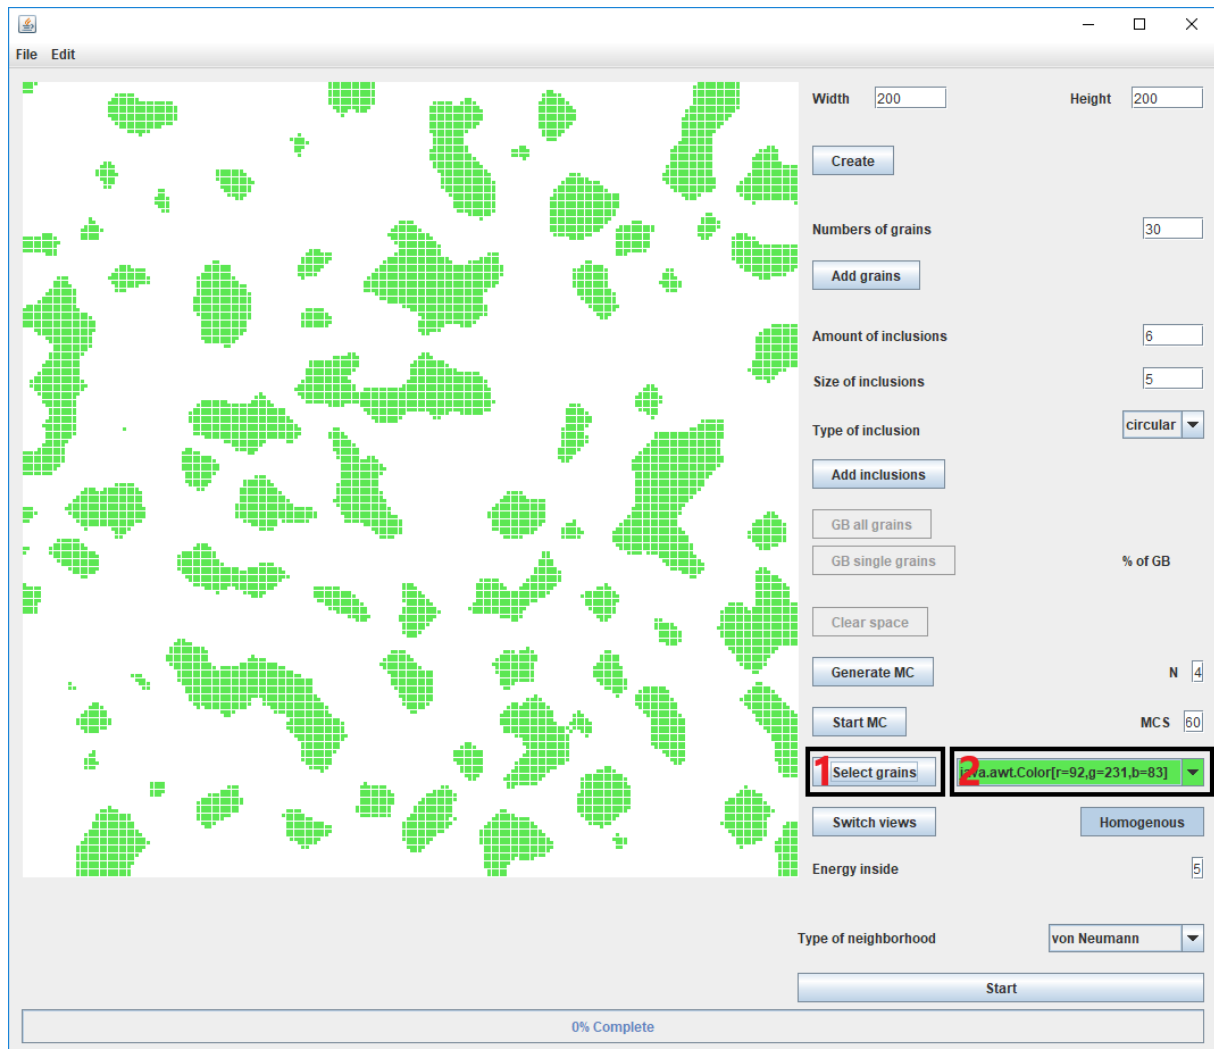 File Edit
Width 200 Height 200
Create
Numbers of grains 30
Add grains
Amount of inclusions 6
Size of inclusions 5
Type of inclusion circular
Add inclusions
GB all grains
GB single grains % of GB
Clear space
Generate MC N 4
Start MC MCS 60
1 Select grains 2 java.awt.Color[r=92,g=231,b=83]
Switch views Homogenous
Energy inside 5
Type of neighborhood von Neumann
Start
0% Complete